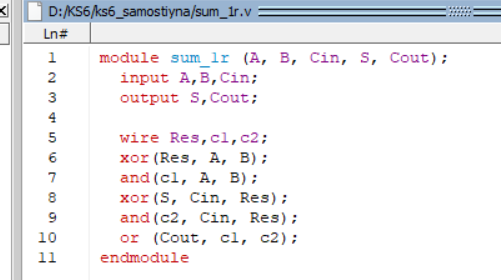 D:/KS6/ks6_samostiyna/sum_1r.v
Ln#
1 module sum_1r (A, B, Cin, S, Cout);
2 input A,B,Cin;
3 output S,Cout;
4
5 wire Res,c1,c2;
6 xor(Res, A, B);
7 and(c1, A, B);
8 xor(S, Cin, Res);
9 and(c2, Cin, Res);
10 or (Cout, c1, c2);
11 endmodule